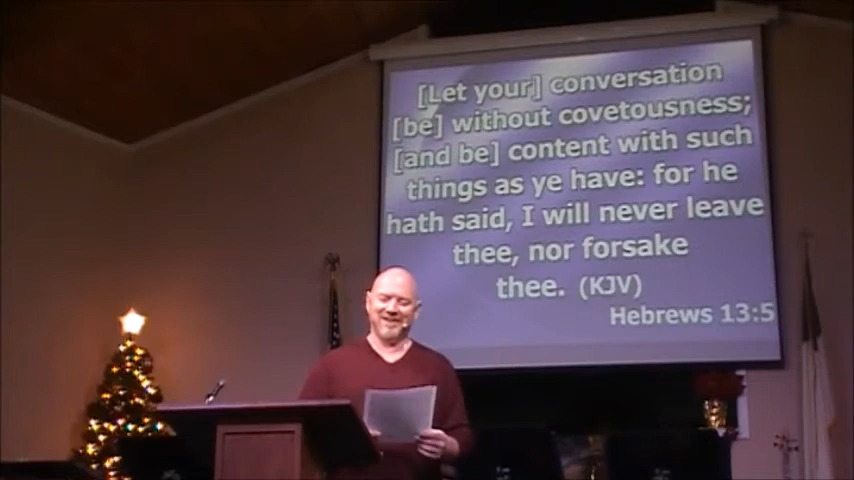 [Let your] conversation
[be] without covetousness;
[and be] content with such
things as ye have: for he
hath said, I will never leave
thee, nor forsake
thee. (KJV)
Hebrews 13:5